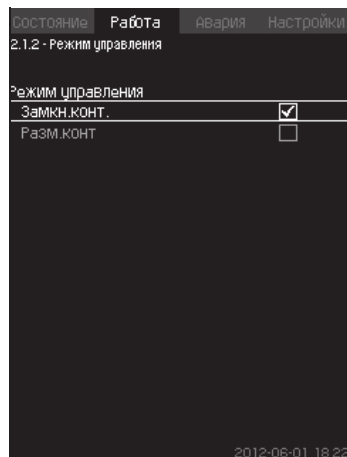 Состояние Работа Авария Настройки
2.1.2 - Режим управления
Режим управления
Замкн.конт.
Разм.конт
2012-06-01 18:22